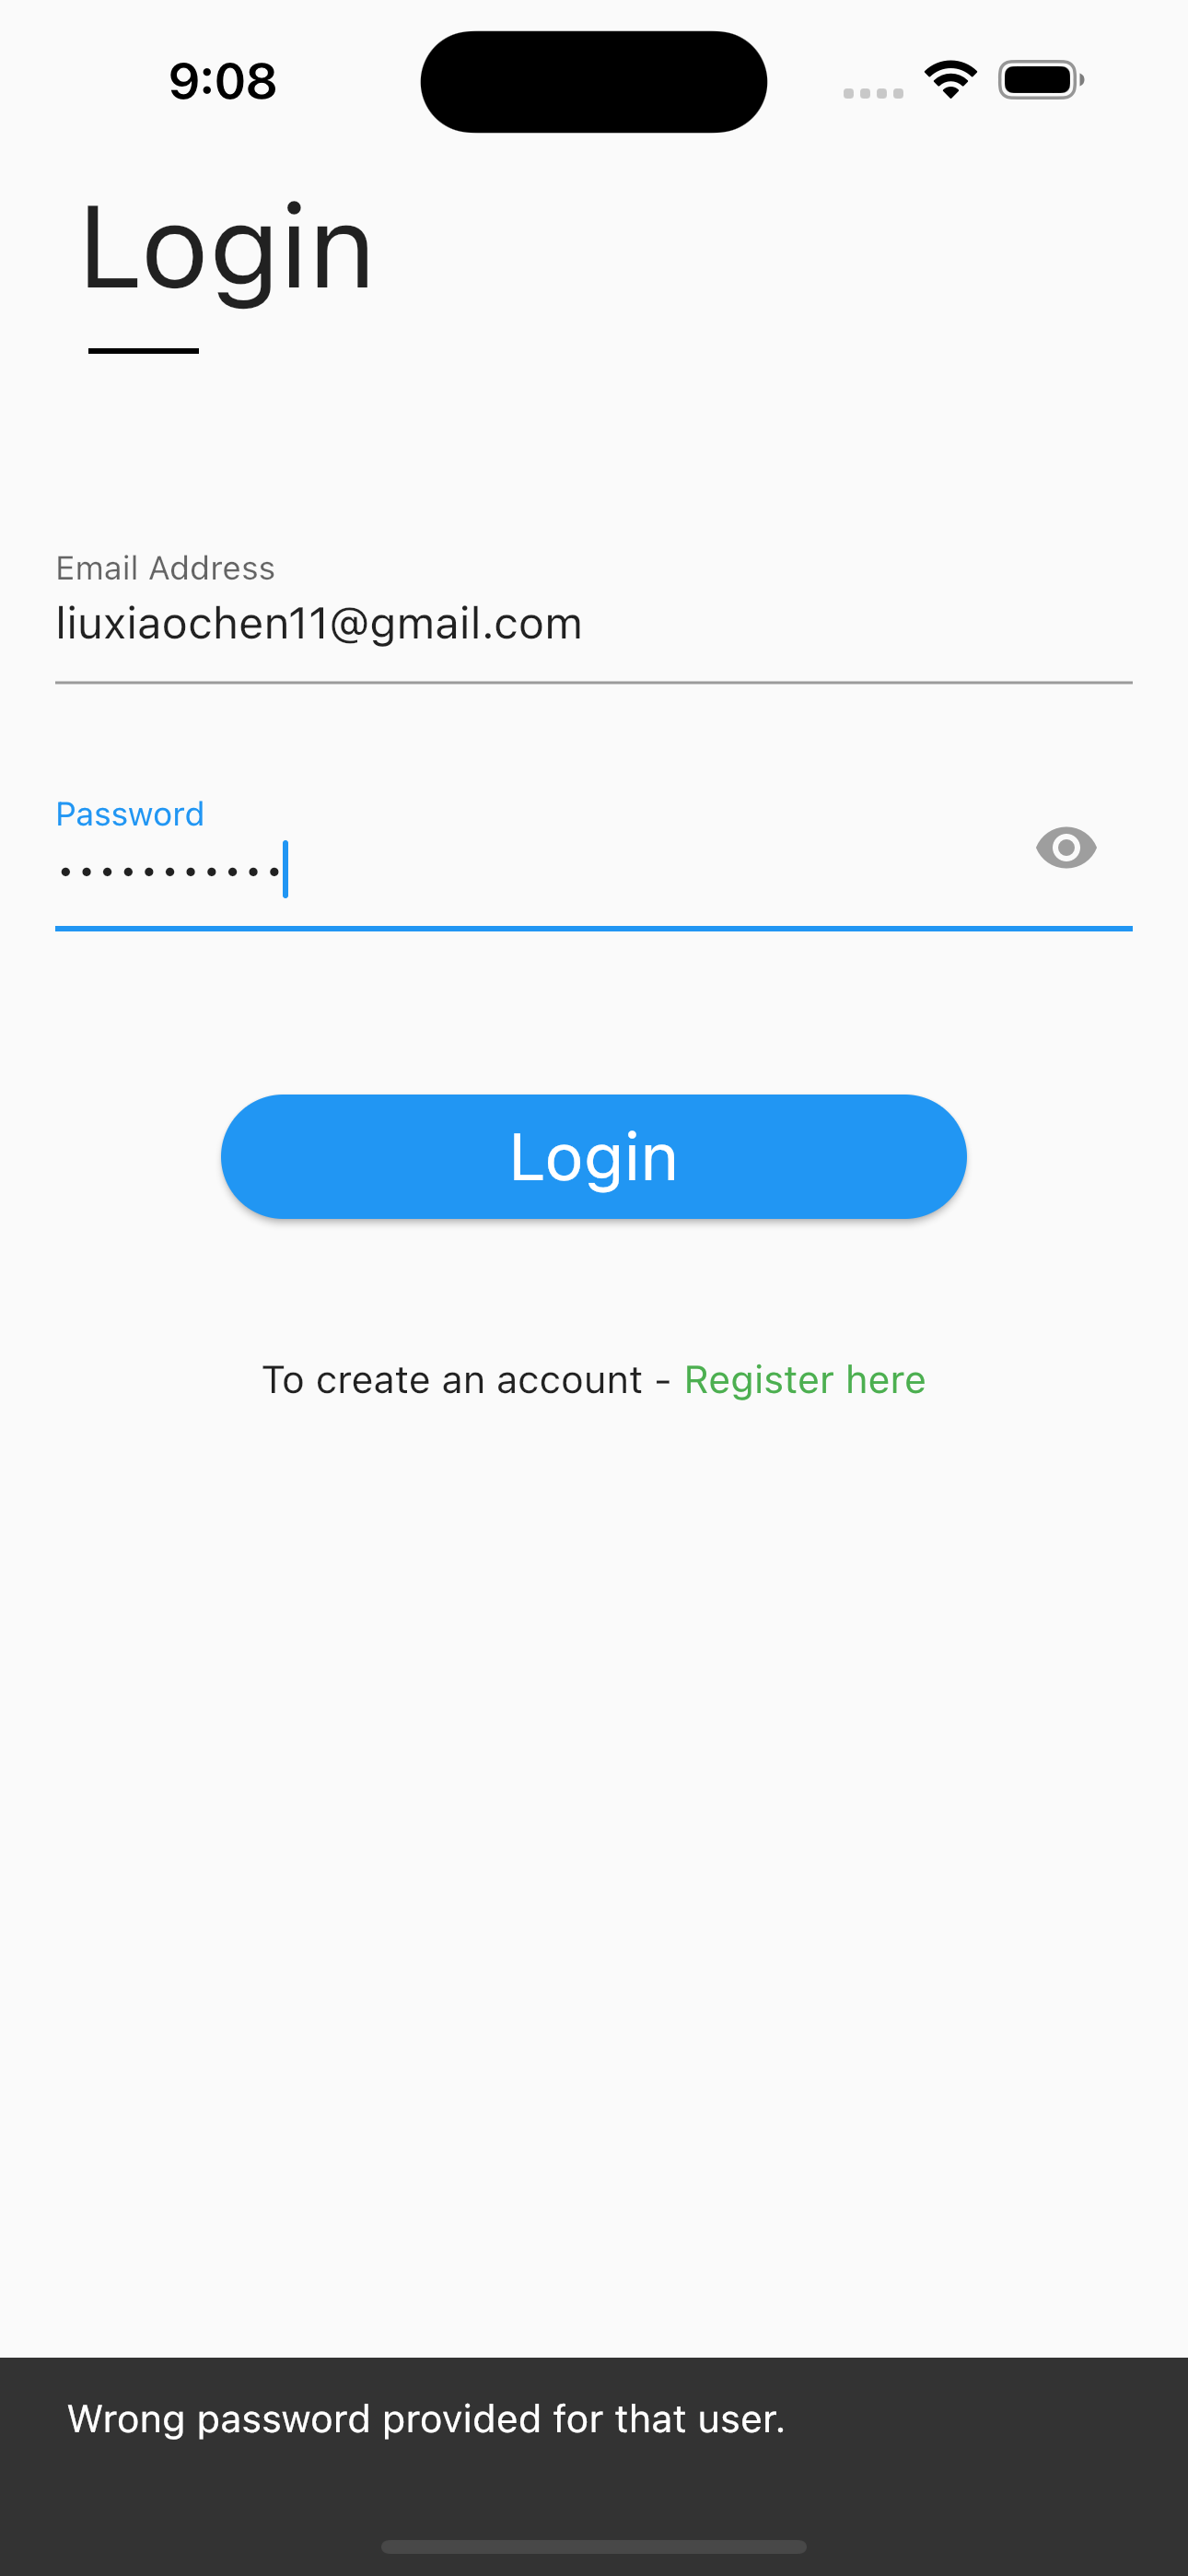 9:08
Login
Email Address
liuxiaochen11@gmail.com
Password
•••••••••••
Login
To create an account - Register here
Wrong password provided for that user.